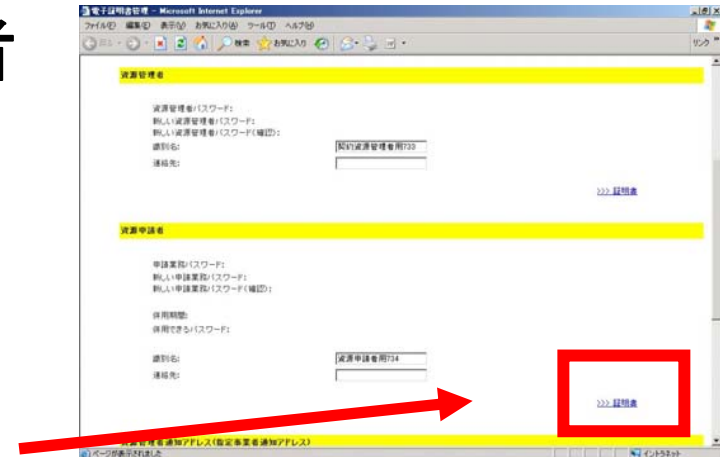 者
電子証明書管理 - Microsoft Internet Explorer
ファイル(F) 編集(E) 表示(V) お気に入り(A) ツール(T) ヘルプ(H)
戻る 検索 お気に入り リンク
資源管理者
資源管理者パスワード:
新しい資源管理者パスワード:
新しい資源管理者パスワード(確認):
識別名: 契約資源管理者用733
連絡先:
>>> 証明書
資源申請者
申請業務パスワード:
新しい申請業務パスワード:
新しい申請業務パスワード(確認):
併用期間:
併用できるパスワード:
識別名: 資源申請者用734
連絡先:
>>> 証明書
資源管理者通知アドレス(指定事業者通知アドレス)
ページが表示されました インターネット